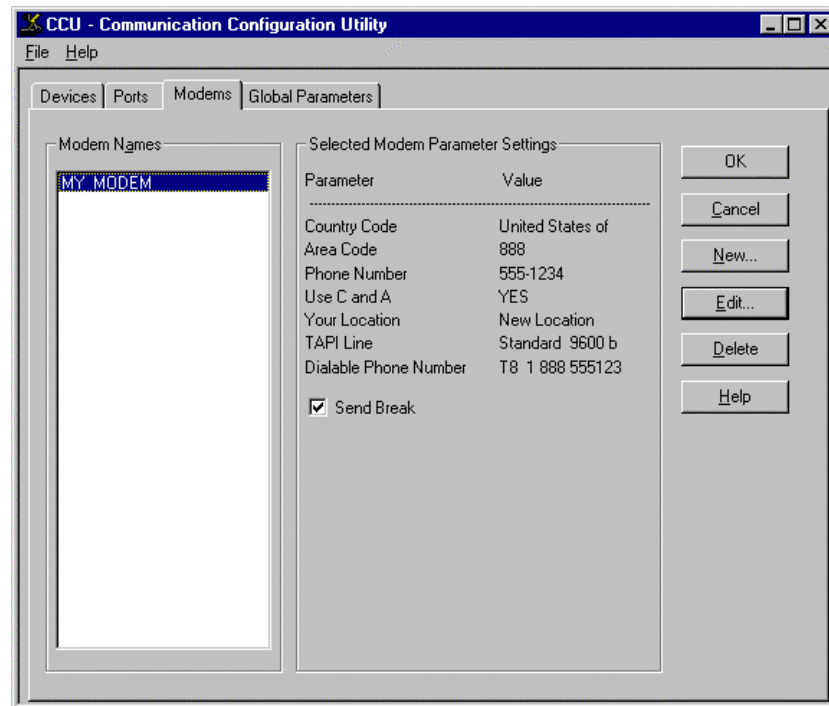 CCU - Communication Configuration Utility
File Help
Devices Ports Modems Global Parameters
Modem Names
MY MODEM
Selected Modem Parameter Settings
Parameter Value
--------------------------------------------------------------------------------
Country Code United States of
Area Code 888
Phone Number 555-1234
Use C and A YES
Your Location New Location
TAPI Line Standard 9600 b
Dialable Phone Number T8 1 888 555123
Send Break
OK
Cancel
New...
Edit...
Delete
Help